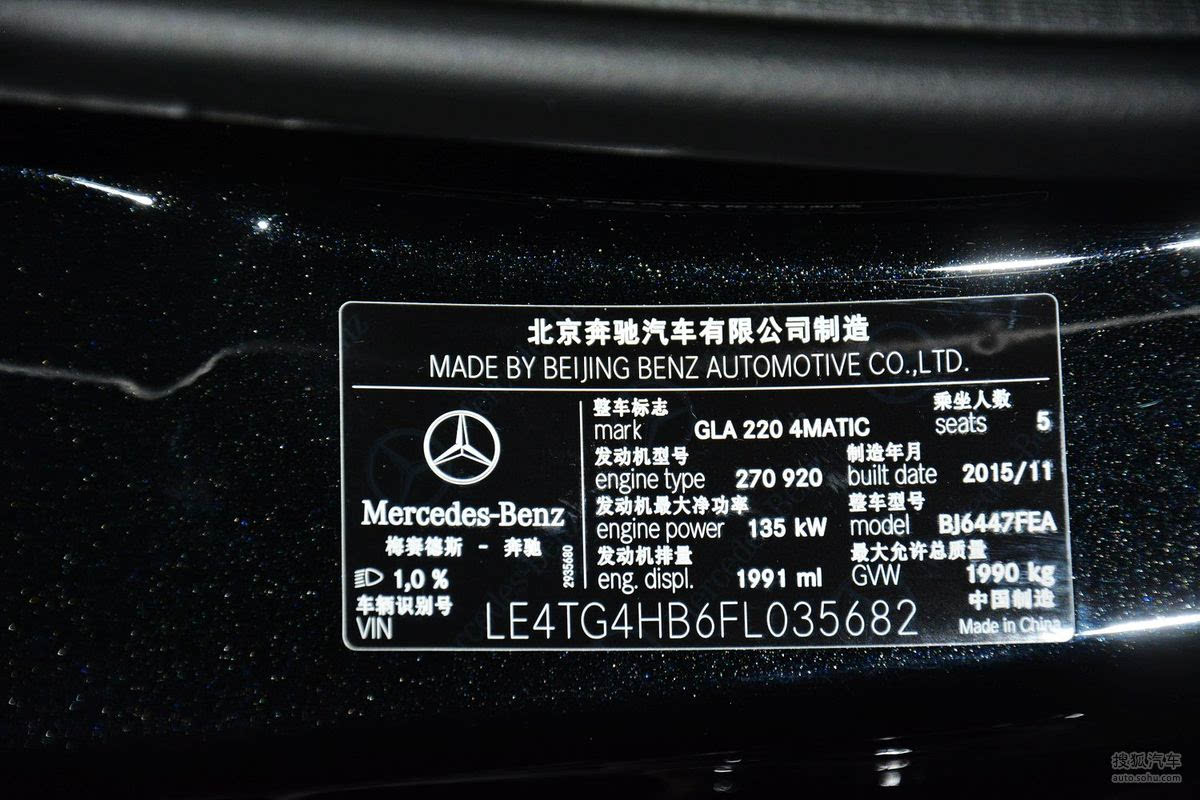 北京奔驰汽车有限公司制造
MADE BY BEIJING BENZ AUTOMOTIVE CO.,LTD.
Mercedes-Benz
梅赛德斯 - 奔驰
1,0 %
2935680
整车标志
mark GLA 220 4MATIC
乘坐人数
seats 5
发动机型号
engine type 270 920
制造年月
built date 2015/11
发动机最大净功率
engine power 135 kW
整车型号
model BJ6447FEA
发动机排量
eng. displ. 1991 ml
最大允许总质量
GVW 1990 kg
车辆识别号
VIN LE4TG4HB6FL035682
中国制造
Made in China
搜狐汽车
auto.sohu.com